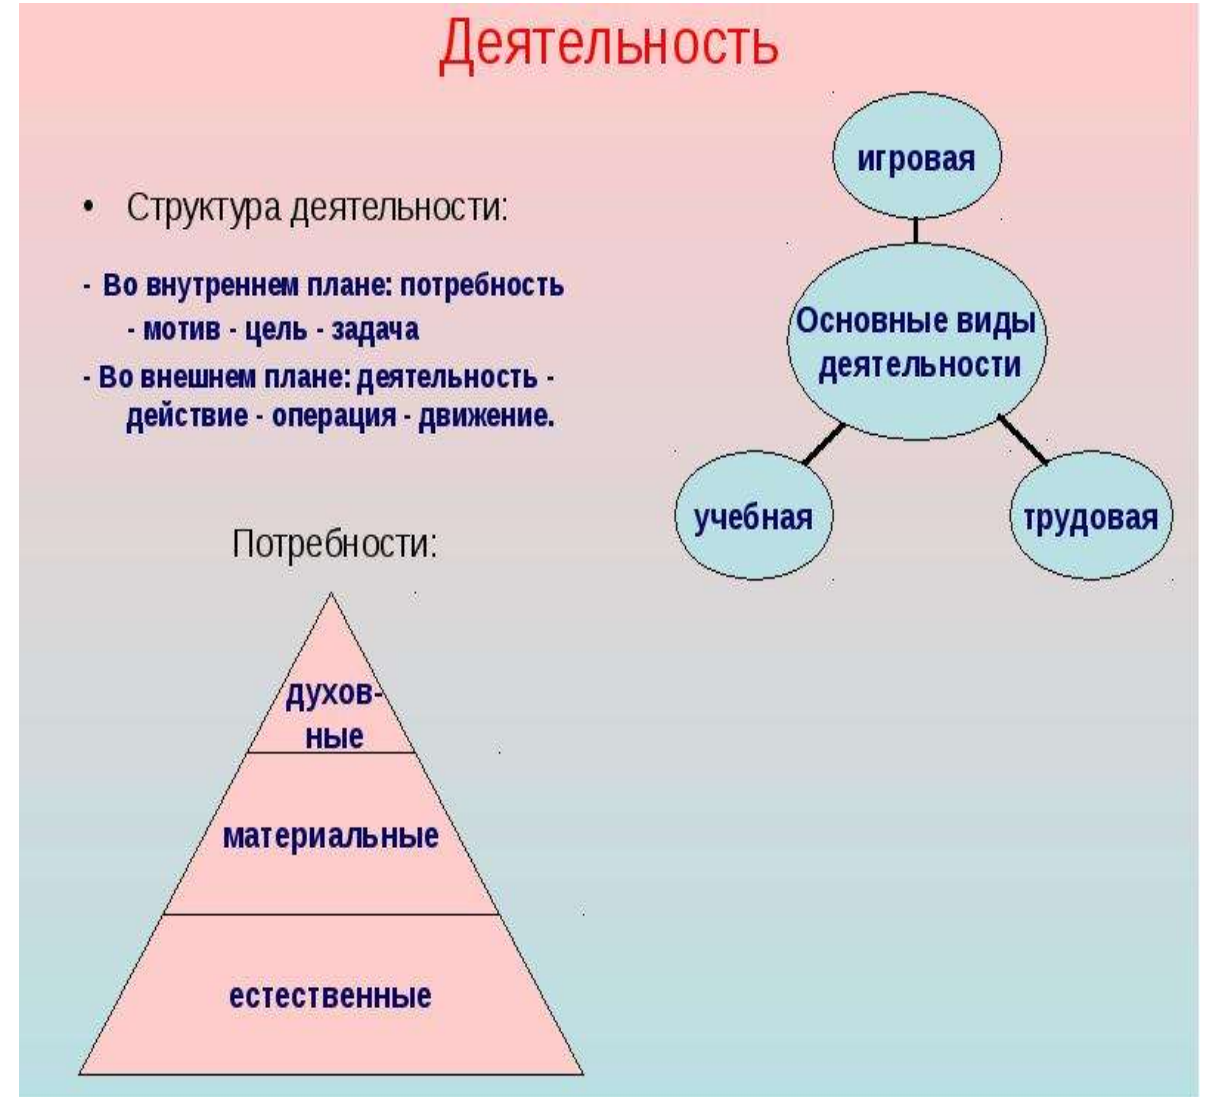 Деятельность
• Структура деятельности:
- Во внутреннем плане: потребность
- мотив - цель - задача
- Во внешнем плане: деятельность -
действие - операция - движение.
игровая
Основные виды
деятельности
учебная
трудовая
Потребности:
духов-
ные
материальные
естественные